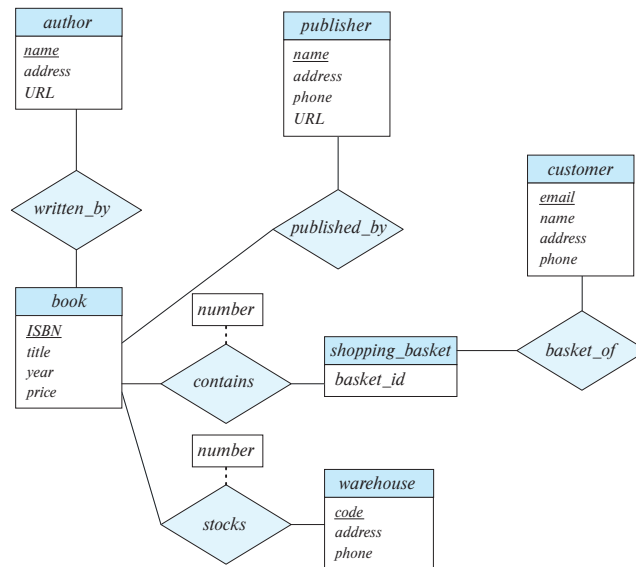 author
name
address
URL
publisher
name
address
phone
URL
written_by
published_by
customer
email
name
address
phone
book
ISBN
title
year
price
number
contains
shopping_basket
basket_id
basket_of
number
stocks
warehouse
code
address
phone